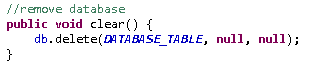 //remove database
public void clear() {
db.delete(DATABASE_TABLE, null, null);
}